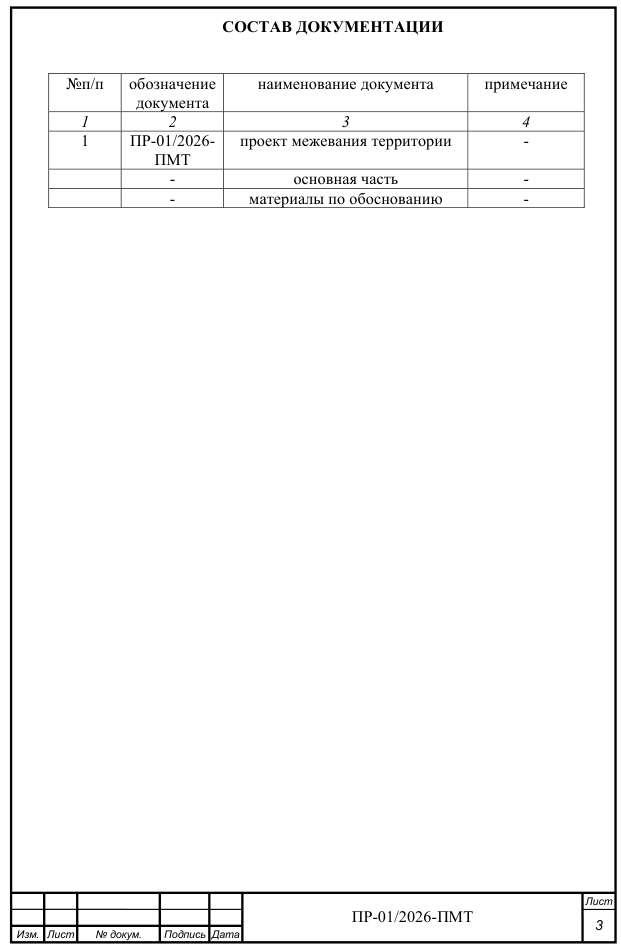 СОСТАВ ДОКУМЕНТАЦИИ
№п/п обозначение документа наименование документа примечание
1 2 3 4
1 ПР-01/2026-ПМТ проект межевания территории -
- основная часть -
- материалы по обоснованию -
Изм. Лист № докум. Подпись Дата
ПР-01/2026-ПМТ
Лист
3